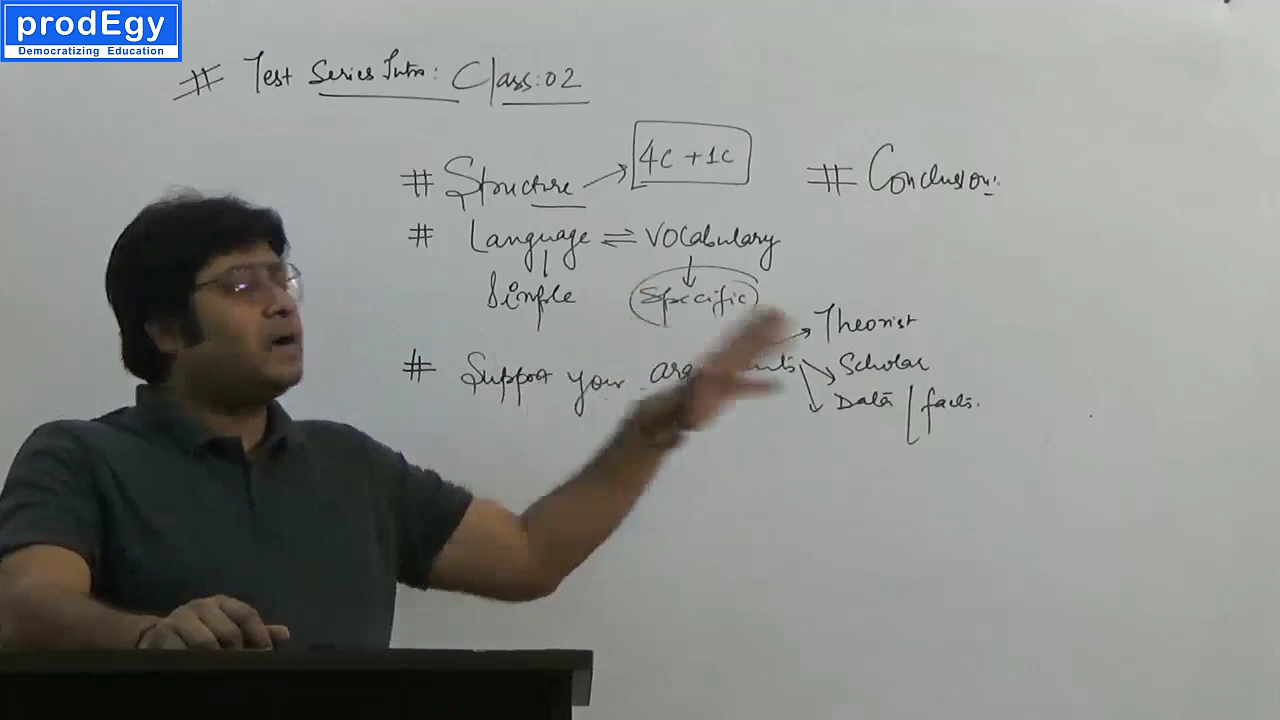 prodEgy
Democratizing Education
# Test Series Intro: Class:02
# Structure → 4C + 1C
# Conclusion:
# Language ⇌ Vocabulary
Simple Specific
# Support your
Theorist
Scholar
Data / facts.